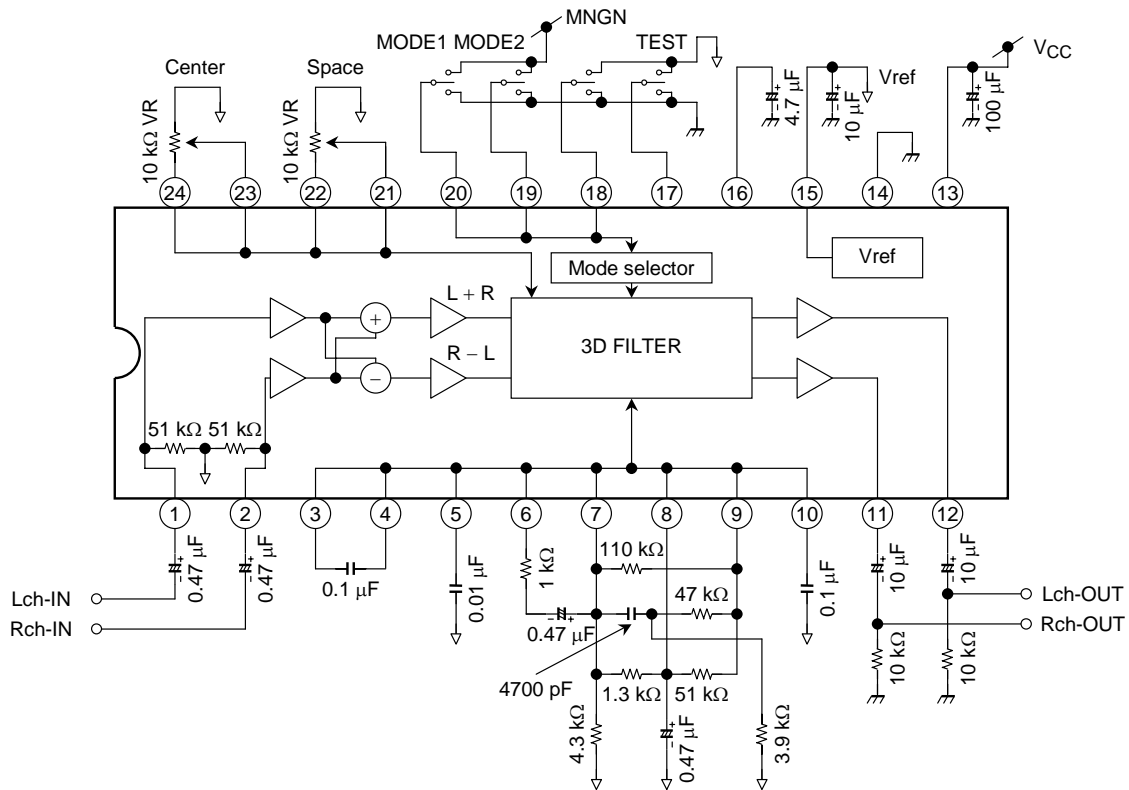 MNGN
MODE1 MODE2
TEST
VCC
Center
Space
Vref
10 kΩ VR
10 kΩ VR
4.7 μF
10 μF
100 μF
24
23
22
21
20
19
18
17
16
15
14
13
Mode selector
Vref
L + R
+
3D FILTER
R − L
−
51 kΩ
51 kΩ
1
2
3
4
5
6
7
8
9
10
11
12
0.47 μF
0.47 μF
0.1 μF
0.01 μF
1 kΩ
110 kΩ
47 kΩ
0.47 μF
0.1 μF
10 μF
10 μF
Lch-IN
Rch-IN
Lch-OUT
Rch-OUT
4700 pF
1.3 kΩ
51 kΩ
10 kΩ
10 kΩ
4.3 kΩ
0.47 μF
3.9 kΩ